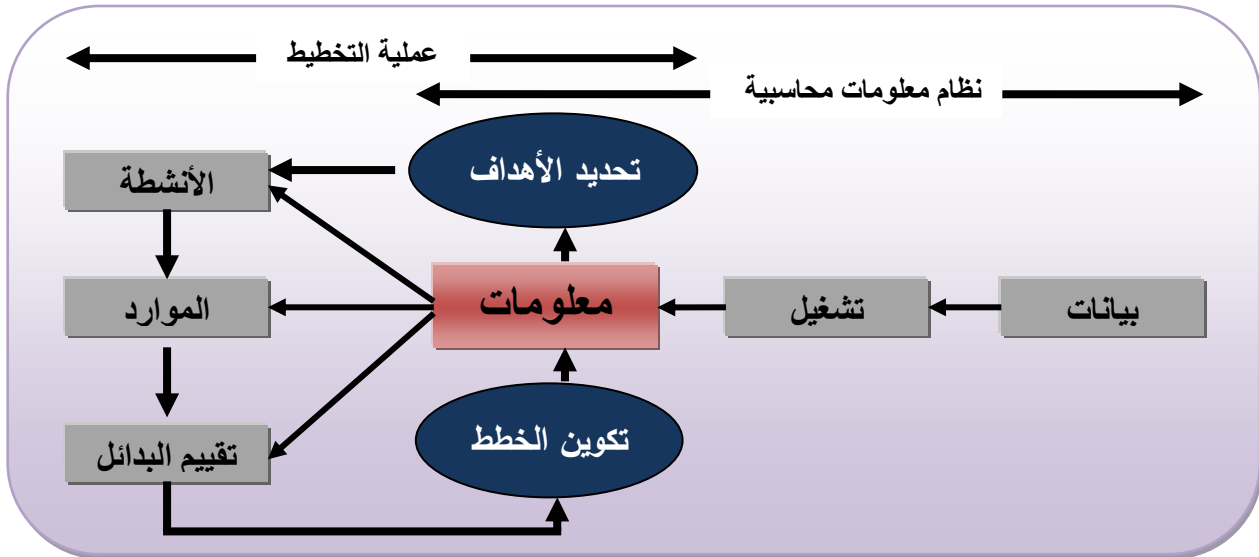 عملية التخطيط
نظام معلومات محاسبية
تحديد الأهداف
الأنشطة
بيانات
تشغيل
معلومات
الموارد
تكوين الخطط
تقييم البدائل